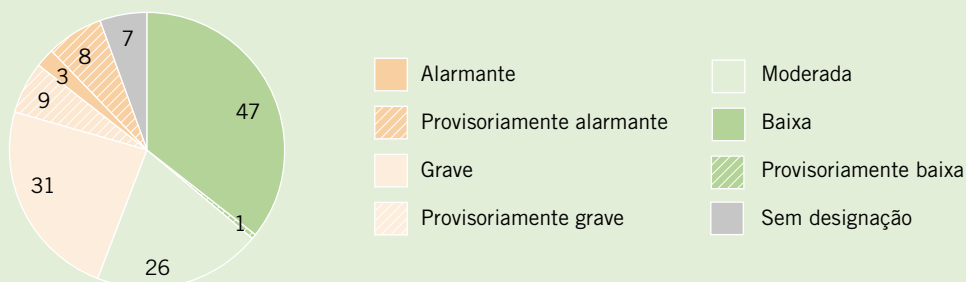 7
8
3
9
47
31
1
26
Alarmante
Provisoriamente alarmante
Grave
Provisoriamente grave
Moderada
Baixa
Provisoriamente baixa
Sem designação